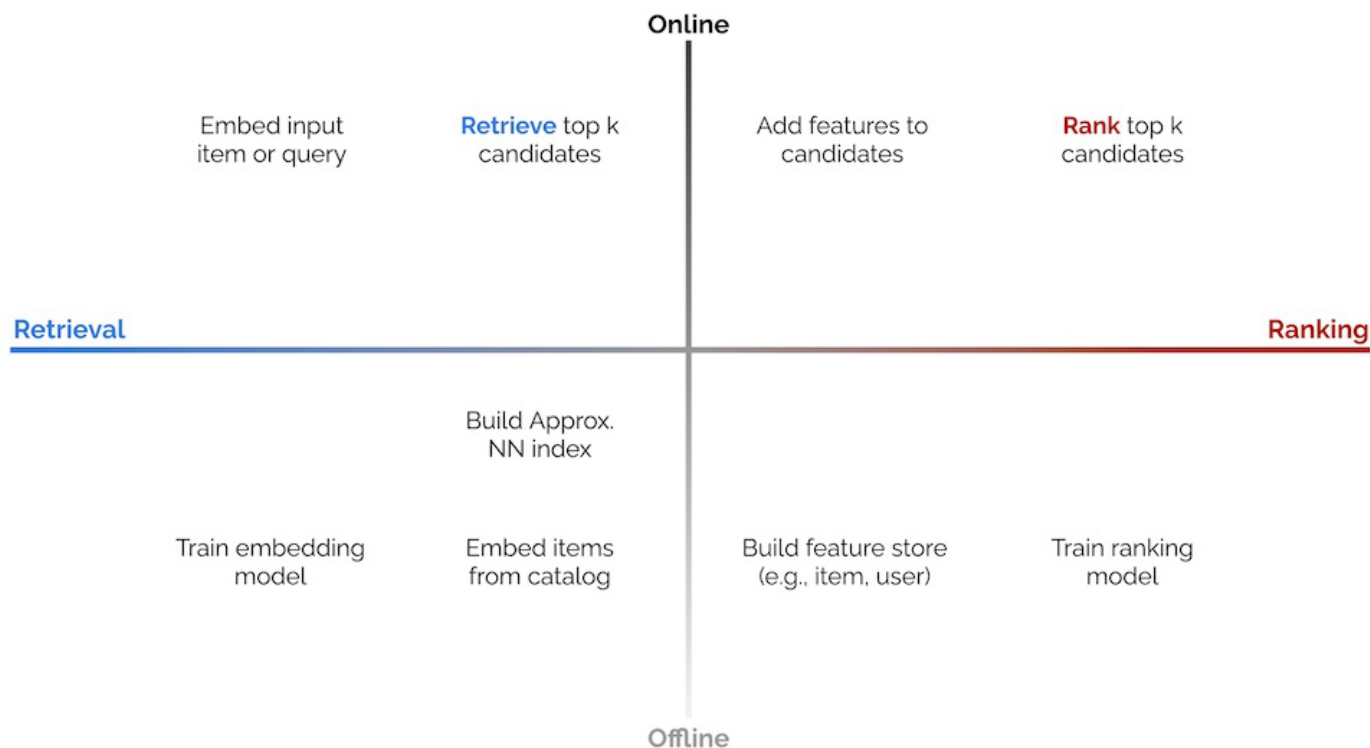 Online
Embed input
item or query
Retrieve top k
candidates
Add features to
candidates
Rank top k
candidates
Retrieval
Ranking
Build Approx.
NN index
Train embedding
model
Embed items
from catalog
Build feature store
(e.g., item, user)
Train ranking
model
Offline